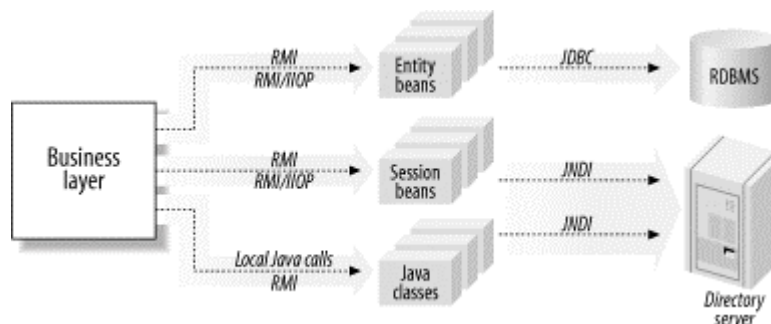 RMI
RMI/IIOP
Entity
beans
JDBC
RDBMS
Business
layer
RMI
RMI/IIOP
Session
beans
JNDI
JNDI
Local Java calls
RMI
Java
classes
Directory
server